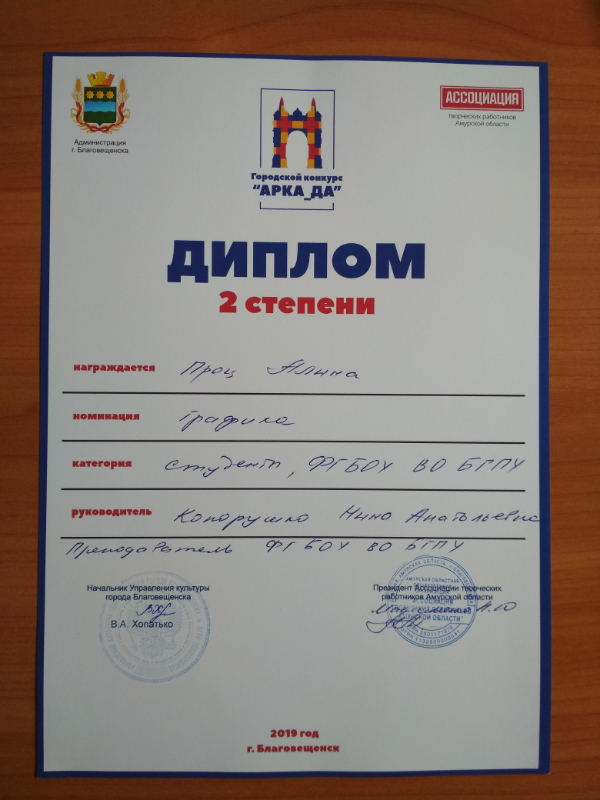 Администрация
г. Благовещенска
АССОЦИАЦИЯ
творческих работников
Амурской области
Городской конкурс
"АРКА_ДА"
ДИПЛОМ
2 степени
награждается Проц Алина
номинация графика
категория студент, ФГБОУ ВО БГПУ
руководитель Копорушко Нина Анатольевна
Преподаватель ФГБОУ ВО БГПУ
Начальник Управления культуры
города Благовещенска
В.А. Хопатько
Президент Ассоциации творческих
работников Амурской области
2019 год
г. Благовещенск